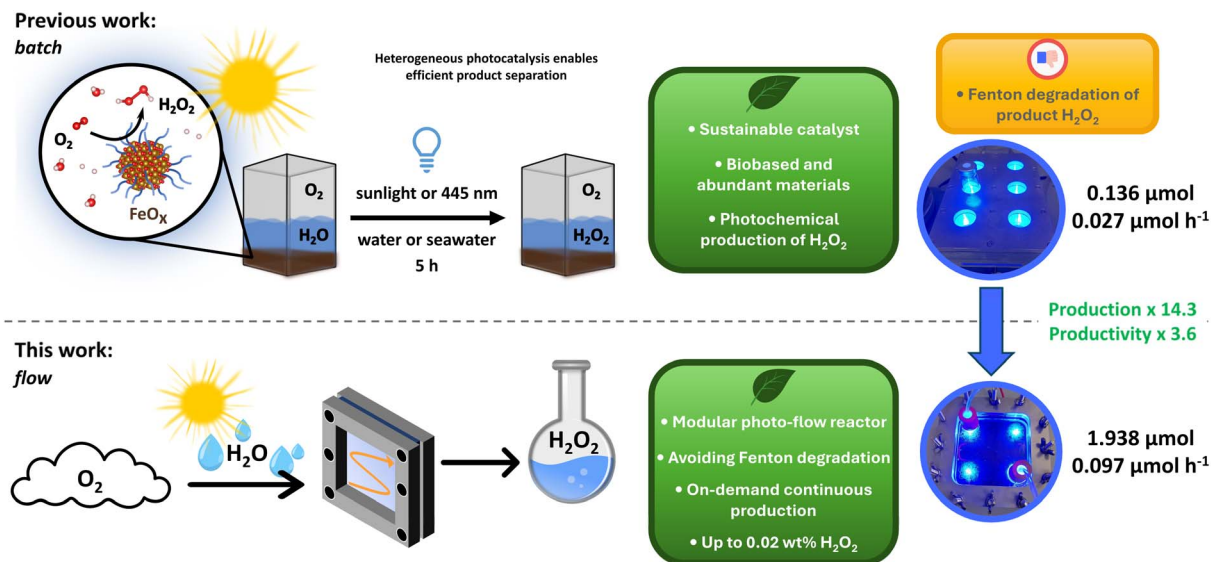 Previous work:
batch
H₂O₂
O₂
FeOₓ
Heterogeneous photocatalysis enables
efficient product separation
O₂
H₂O
sunlight or 445 nm
water or seawater
5 h
O₂
H₂O₂
• Sustainable catalyst
• Biobased and
abundant materials
• Photochemical
production of H₂O₂
• Fenton degradation of
product H₂O₂
0.136 µmol
0.027 µmol h⁻¹
Production x 14.3
Productivity x 3.6
This work:
flow
O₂
H₂O
H₂O₂
• Modular photo-flow reactor
• Avoiding Fenton degradation
• On-demand continuous
production
• Up to 0.02 wt% H₂O₂
1.938 µmol
0.097 µmol h⁻¹